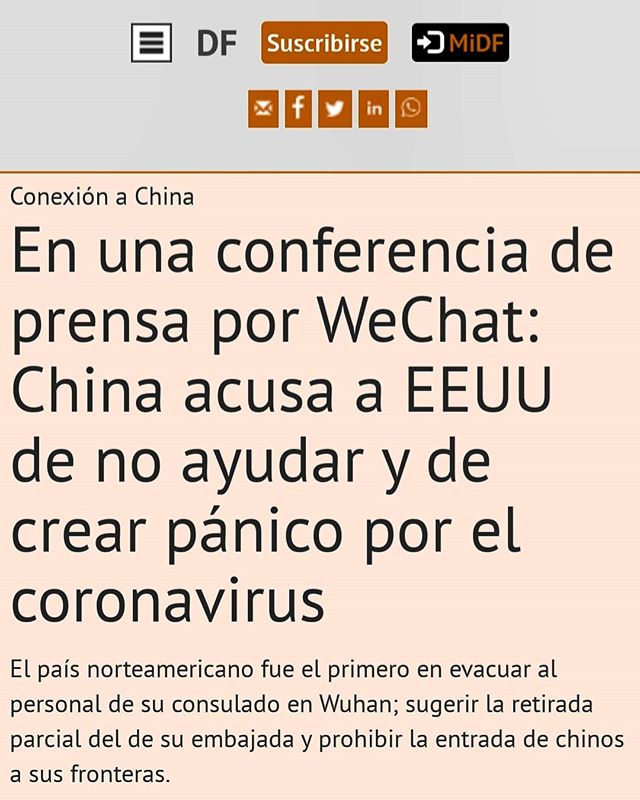 DF Suscribirse MiDF
Conexión a China
En una conferencia de
prensa por WeChat:
China acusa a EEUU
de no ayudar y de
crear pánico por el
coronavirus
El país norteamericano fue el primero en evacuar al
personal de su consulado en Wuhan; sugerir la retirada
parcial del de su embajada y prohibir la entrada de chinos
a sus fronteras.